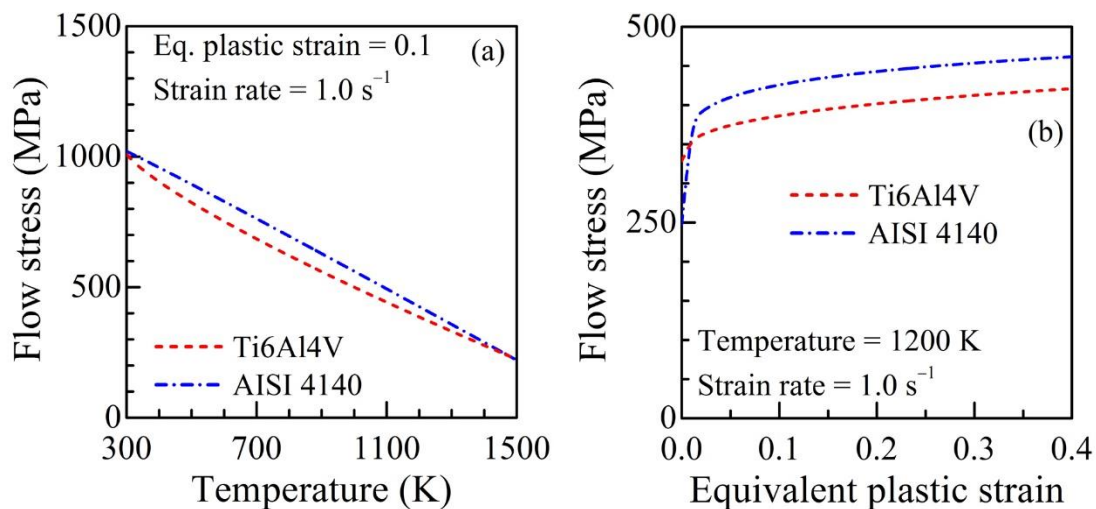 1500
1000
500
0
Flow stress (MPa)
Eq. plastic strain = 0.1
Strain rate = 1.0 s⁻¹
(a)
Ti6Al4V
AISI 4140
300 700 1100 1500
Temperature (K)
500
250
0
Flow stress (MPa)
(b)
Ti6Al4V
AISI 4140
Temperature = 1200 K
Strain rate = 1.0 s⁻¹
0.0 0.1 0.2 0.3 0.4
Equivalent plastic strain